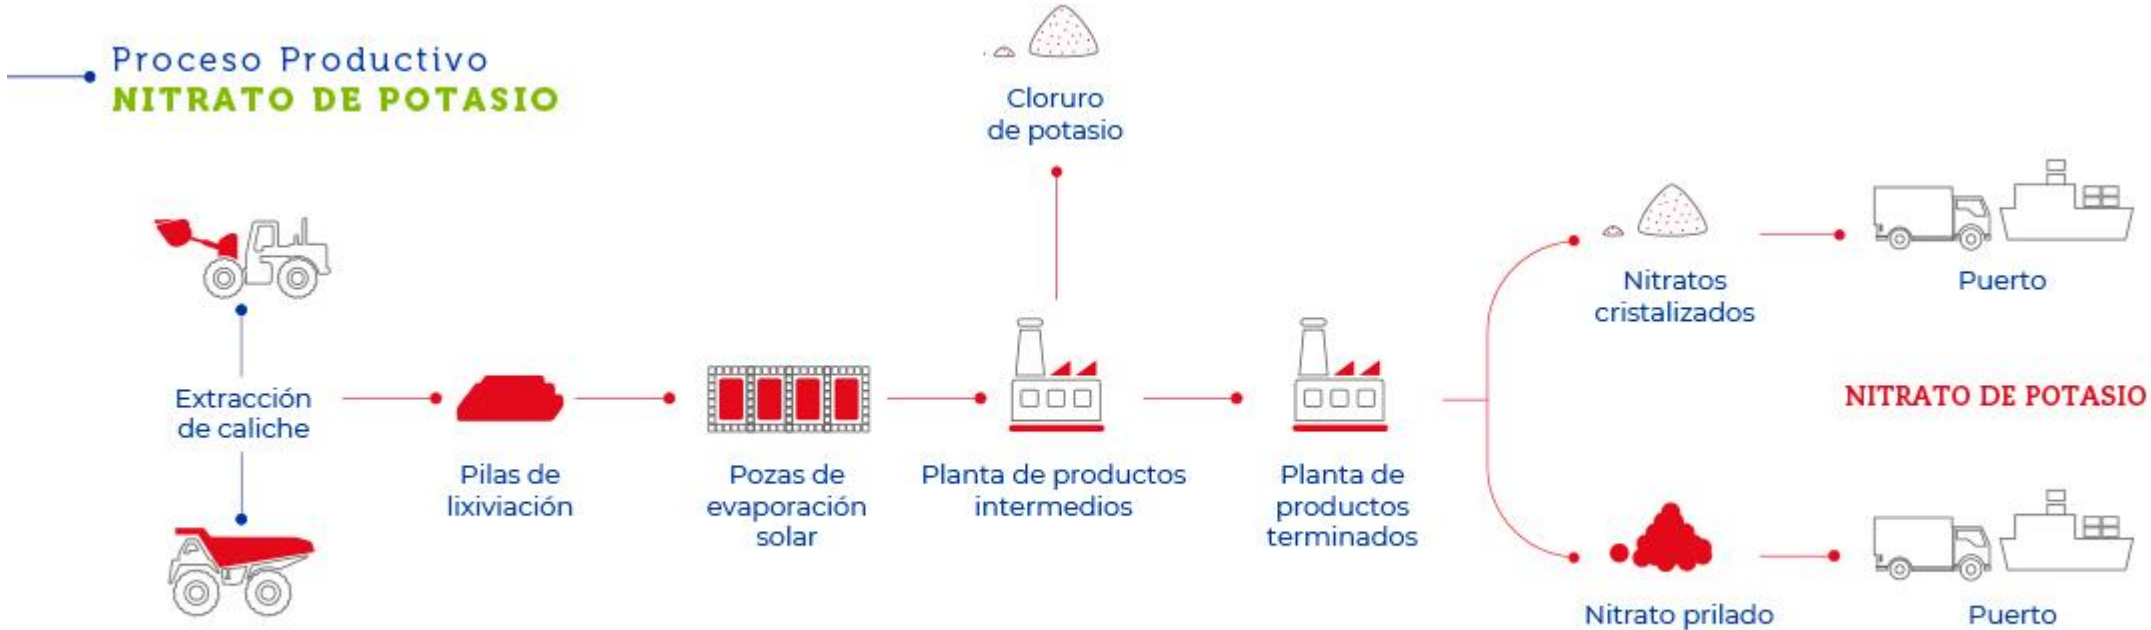 Proceso Productivo
NITRATO DE POTASIO
Cloruro
de potasio
Extracción
de caliche
Pilas de
lixiviación
Pozas de
evaporación
solar
Planta de productos
intermedios
Planta de
productos
terminados
Nitratos
cristalizados
Puerto
NITRATO DE POTASIO
Nitrato prilado
Puerto